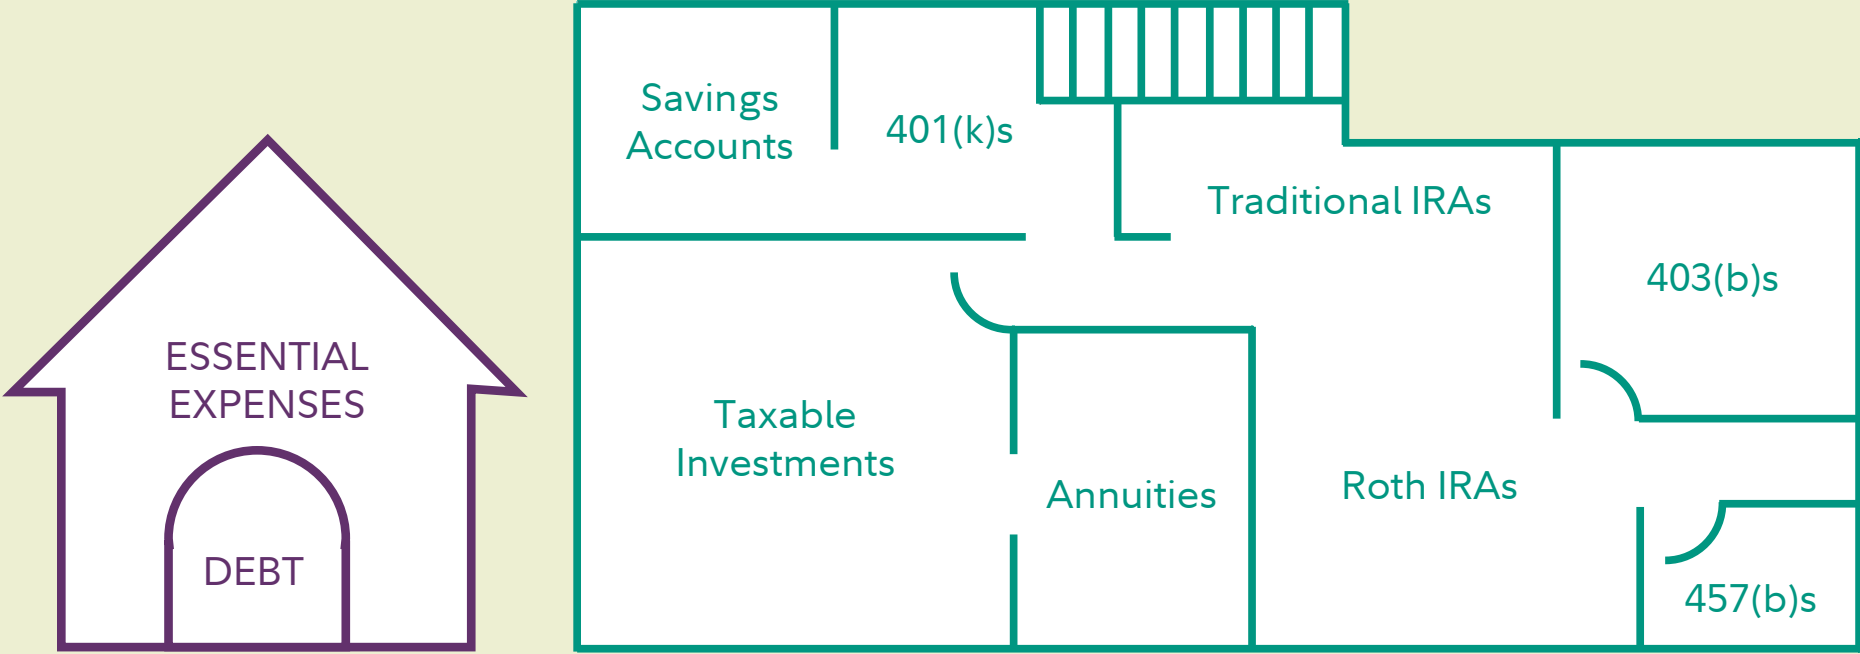 ESSENTIAL
EXPENSES
DEBT
Savings
Accounts
401(k)s
Traditional IRAs
403(b)s
Taxable
Investments
Annuities
Roth IRAs
457(b)s